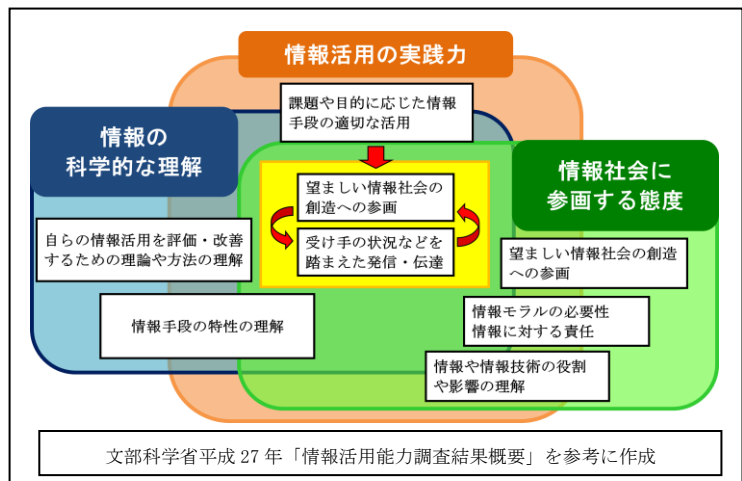 情報活用の実践力
課題や目的に応じた情報
手段の適切な活用
情報の
科学的な理解
情報社会に
参画する態度
望ましい情報社会の
創造への参画
受け手の状況などを
踏まえた発信・伝達
自らの情報活用を評価・改善
するための理論や方法の理解
望ましい情報社会の創造
への参画
情報手段の特性の理解
情報モラルの必要性
情報に対する責任
情報や情報技術の役割
や影響の理解
文部科学省平成 27 年「情報活用能力調査結果概要」を参考に作成